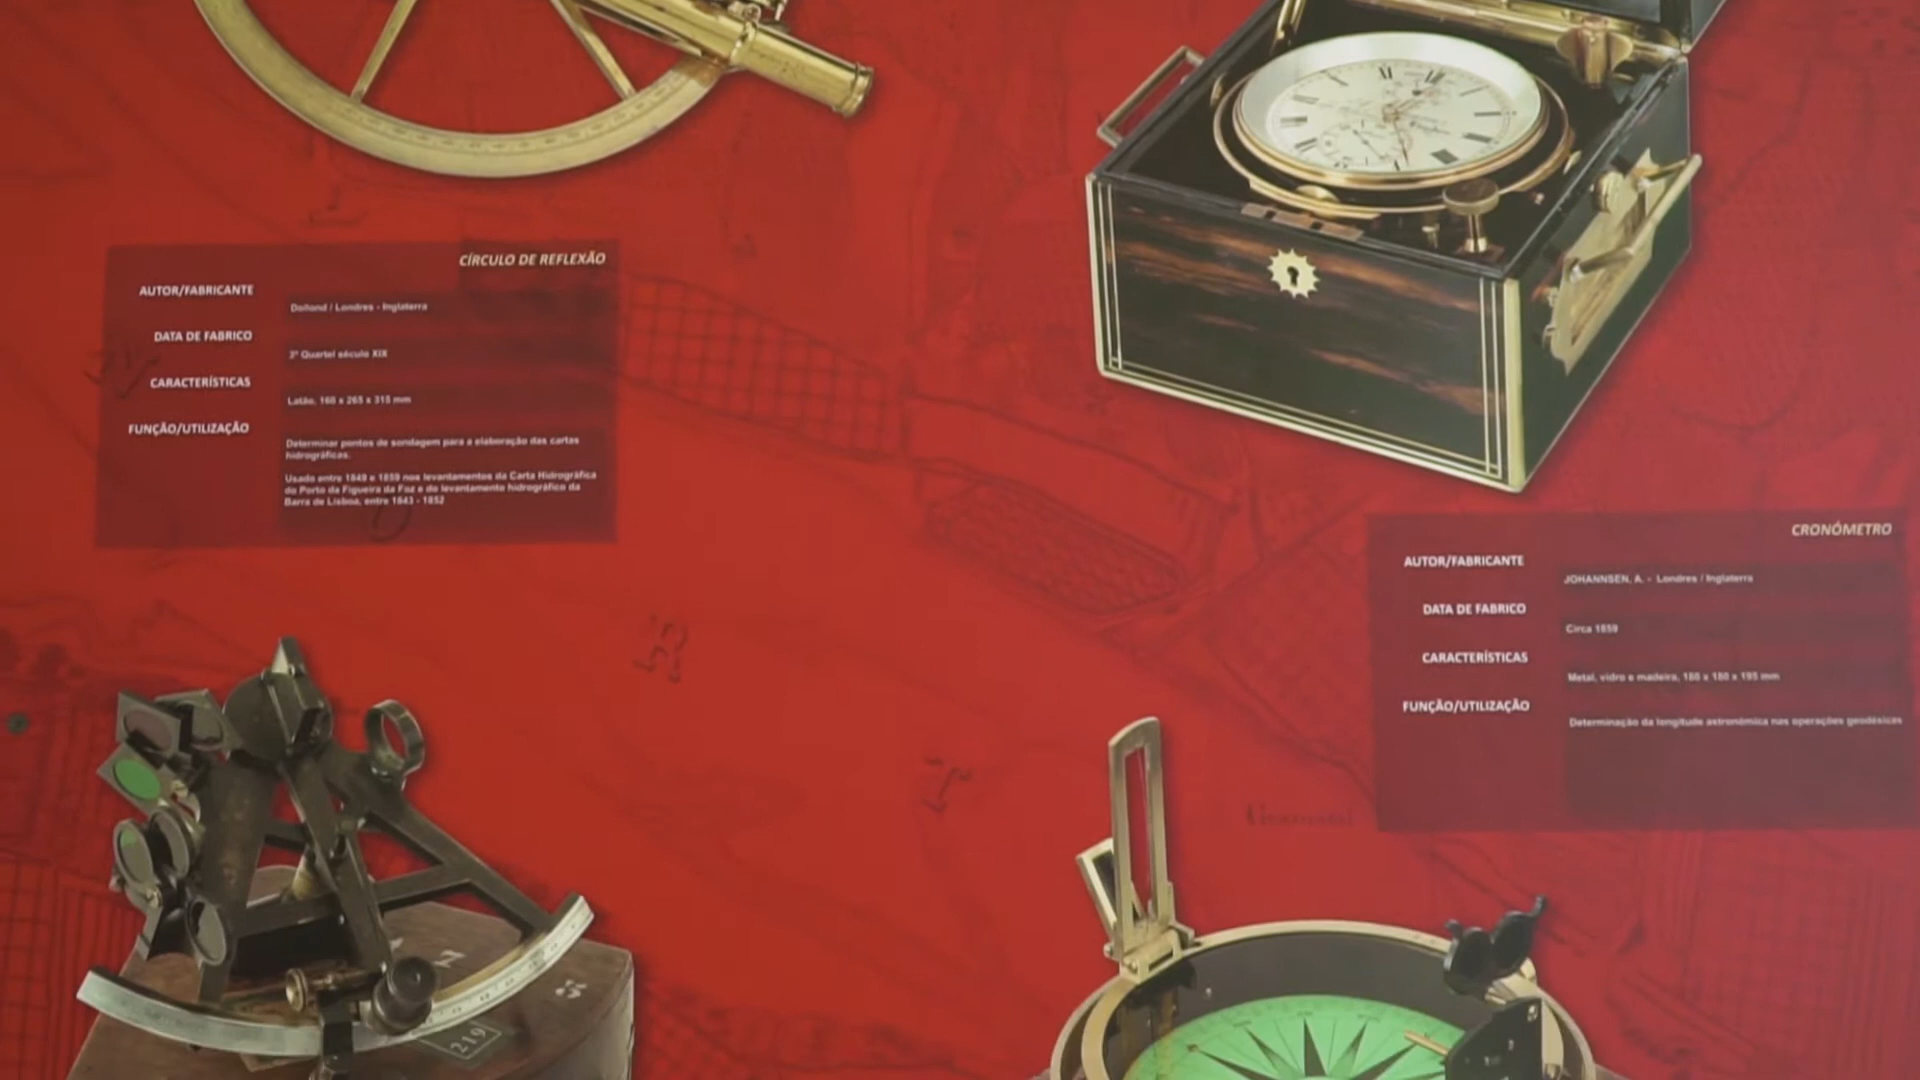 CÍRCULO DE REFLEXÃO
AUTOR/FABRICANTE
Dollond / Londres - Inglaterra
DATA DE FABRICO
Quartel século XIX
CARACTERÍSTICAS
Latão, 160 x 265 x 315 mm
FUNÇÃO/UTILIZAÇÃO
Determinar pontos de sondagem para a elaboração das cartas
hidrográficas.
Usado entre 1849 e 1859 nos levantamentos da Carta Hidrográfica
do Porto da Figueira da Foz e do levantamento hidrográfico da
Barra de Lisboa, entre 1843 - 1852
CRONÓMETRO
AUTOR/FABRICANTE
JOHANNSEN, A. - Londres / Inglaterra
DATA DE FABRICO
Circa 1859
CARACTERÍSTICAS
Metal, vidro e madeira, 180 x 180 x 195 mm
FUNÇÃO/UTILIZAÇÃO
Determinação da longitude astronómica nas operações geodésicas
219